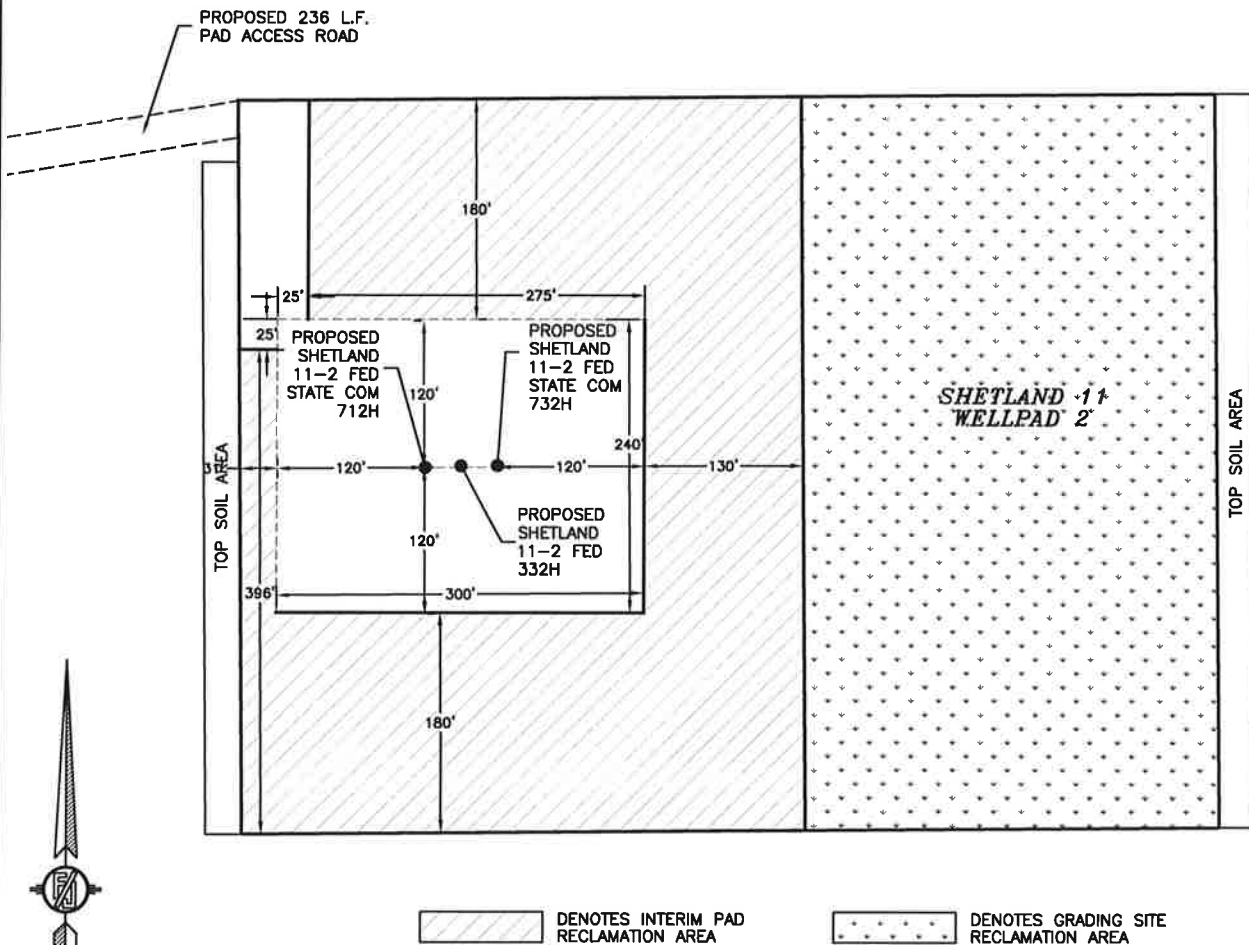 PROPOSED 236 L.F.
PAD ACCESS ROAD
180'
25'
275'
25'
PROPOSED
SHETLAND
11-2 FED
STATE COM
712H
PROPOSED
SHETLAND
11-2 FED
STATE COM
732H
120'
240'
SHETLAND 11
WELLPAD 2
TOP SOIL AREA
120'
120'
130'
TOP SOIL AREA
120'
PROPOSED
SHETLAND
11-2 FED
332H
396'
300'
180'
DENOTES INTERIM PAD
RECLAMATION AREA
DENOTES GRADING SITE
RECLAMATION AREA